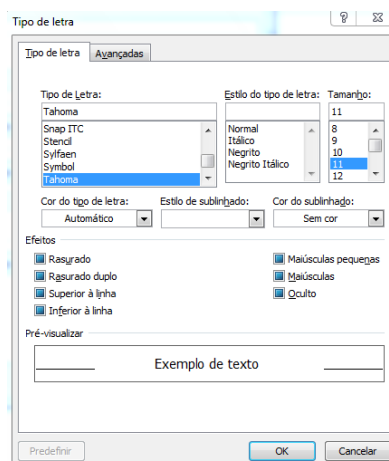 Tipo de letra
Tipo de letra Avançadas
Tipo de Letra: Estilo do tipo de letra: Tamanho:
Tahoma 11
Snap ITC Normal 8
Stencil Itálico 9
Sylfaen Negrito 10
Symbol Negrito Itálico 11
Tahoma 12
Cor do tipo de letra: Estilo de sublinhado: Cor do sublinhado:
Automático Sem cor
Efeitos
Rasurado Maiúsculas pequenas
Rasurado duplo Maiúsculas
Superior à linha Oculto
Inferior à linha
Pré-visualizar
Exemplo de texto
Predefinir OK Cancelar